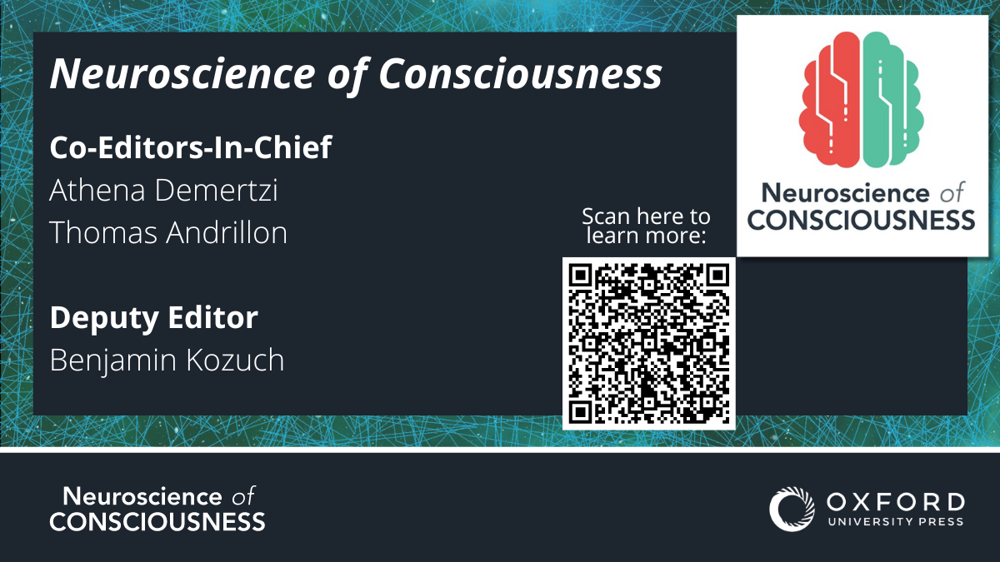 Neuroscience of Consciousness
Co-Editors-In-Chief
Athena Demertzi
Thomas Andrillon
Deputy Editor
Benjamin Kozuch
Scan here to
learn more:
Neuroscience of
CONSCIOUSNESS
Neuroscience of
CONSCIOUSNESS
OXFORD
UNIVERSITY PRESS